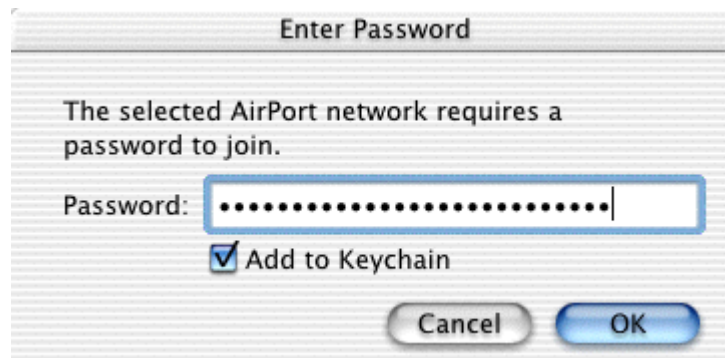 Enter Password
The selected AirPort network requires a
password to join.
Password: •••••••••••••••••••••••••••
Add to Keychain
Cancel OK